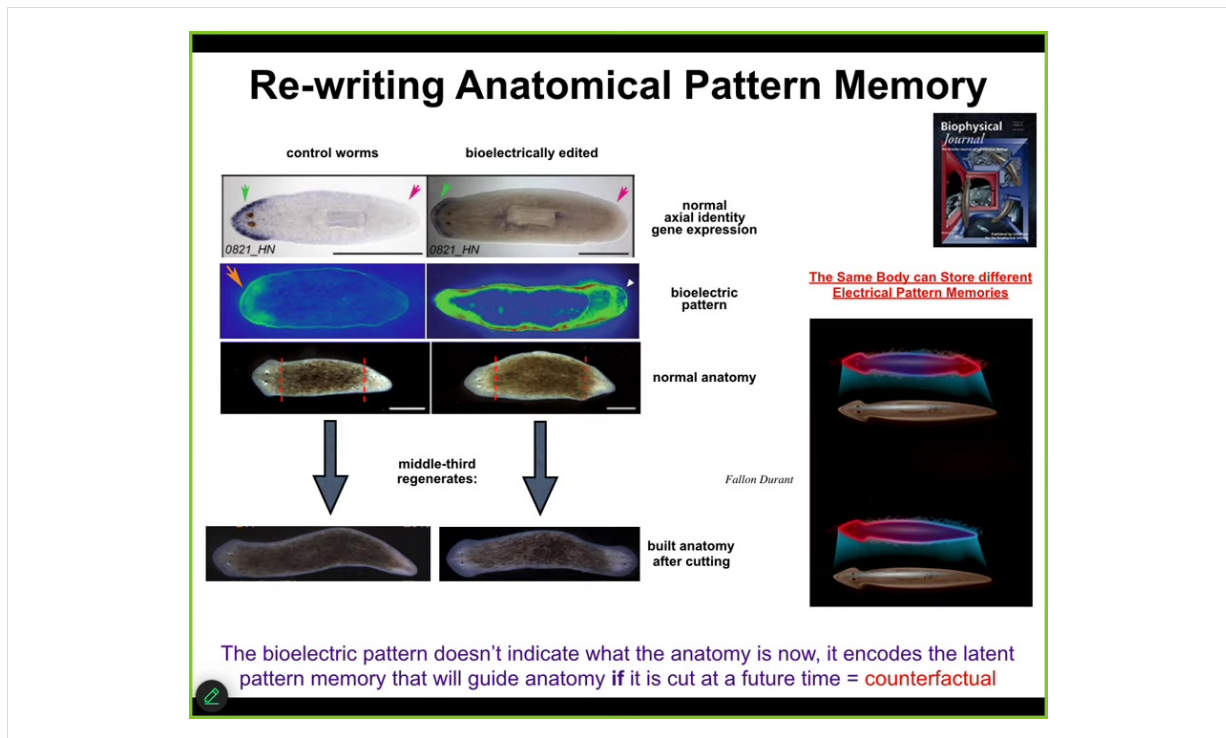 Re-writing Anatomical Pattern Memory
control worms
bioelectrically edited
Biophysical
Journal
0821_HN
0821_HN
normal
axial identity
gene expression
The Same Body can Store different
Electrical Pattern Memories
bioelectric
pattern
normal anatomy
middle-third
regenerates:
Fallon Durant
built anatomy
after cutting
The bioelectric pattern doesn't indicate what the anatomy is now, it encodes the latent
pattern memory that will guide anatomy if it is cut at a future time = counterfactual